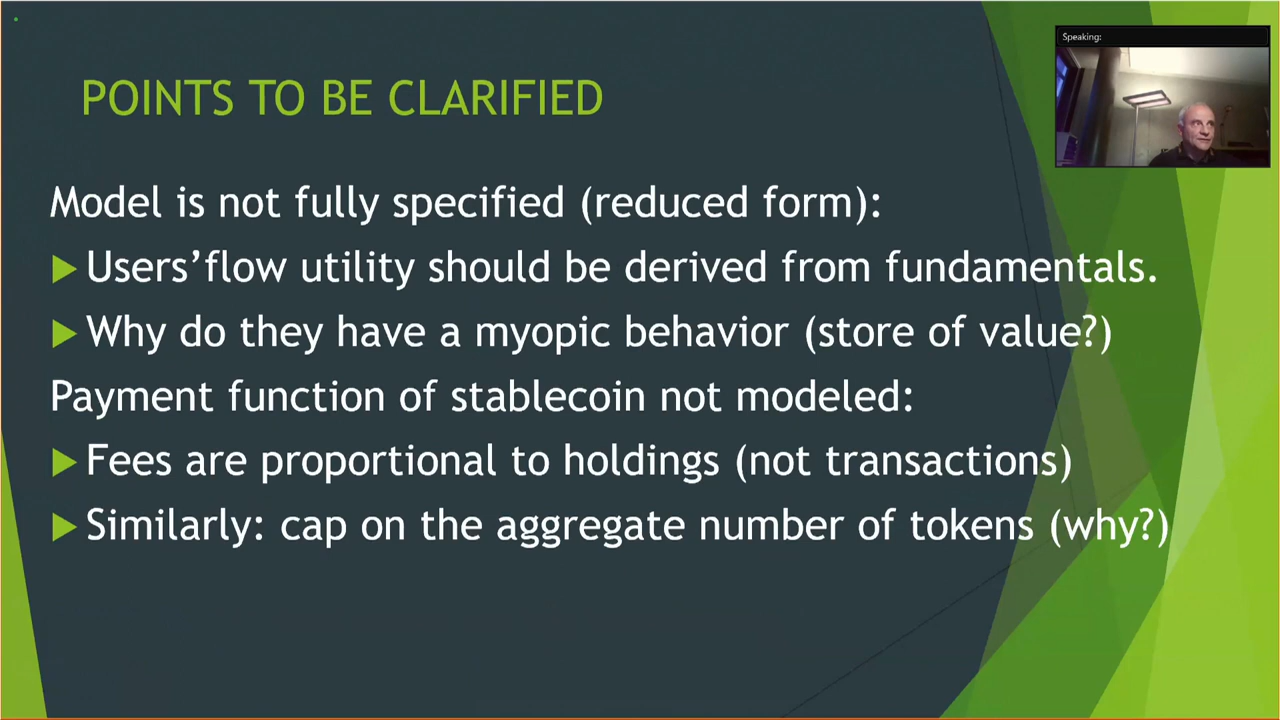 Speaking:
POINTS TO BE CLARIFIED
Model is not fully specified (reduced form):
Users’flow utility should be derived from fundamentals.
Why do they have a myopic behavior (store of value?)
Payment function of stablecoin not modeled:
Fees are proportional to holdings (not transactions)
Similarly: cap on the aggregate number of tokens (why?)